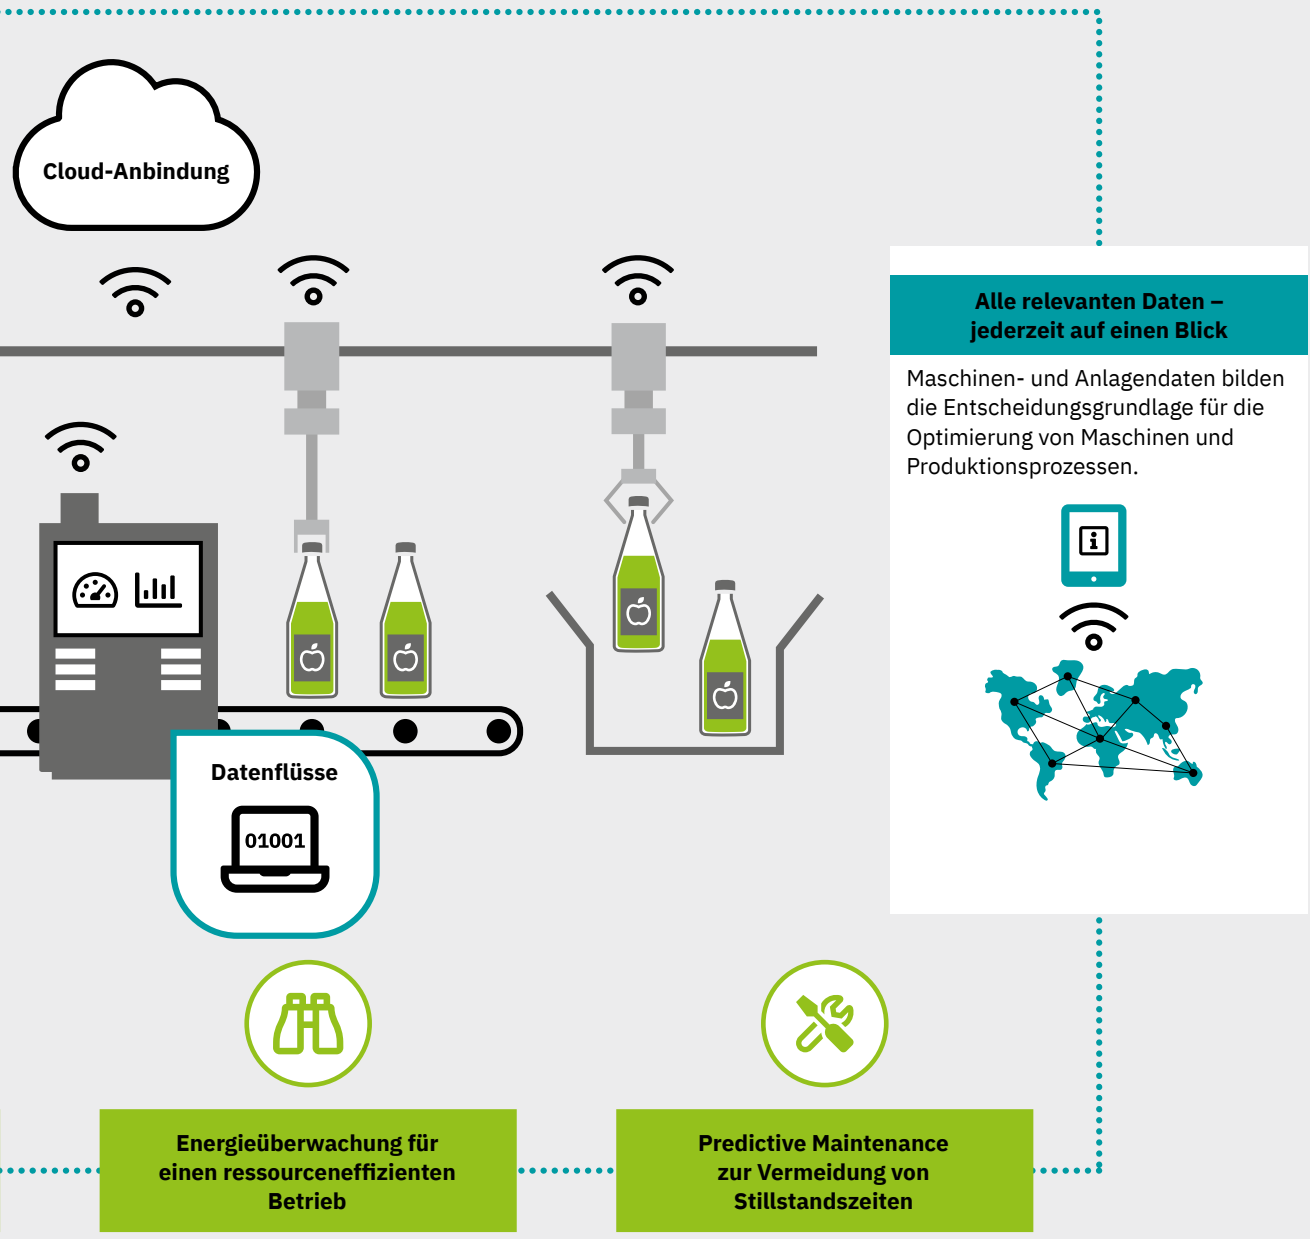 Cloud-Anbindung
Alle relevanten Daten –
jederzeit auf einen Blick
Maschinen- und Anlagendaten bilden
die Entscheidungsgrundlage für die
Optimierung von Maschinen und
Produktionsprozessen.
i
Datenflüsse
01001
Energieüberwachung für
einen ressourceneffizienten
Betrieb
Predictive Maintenance
zur Vermeidung von
Stillstandszeiten